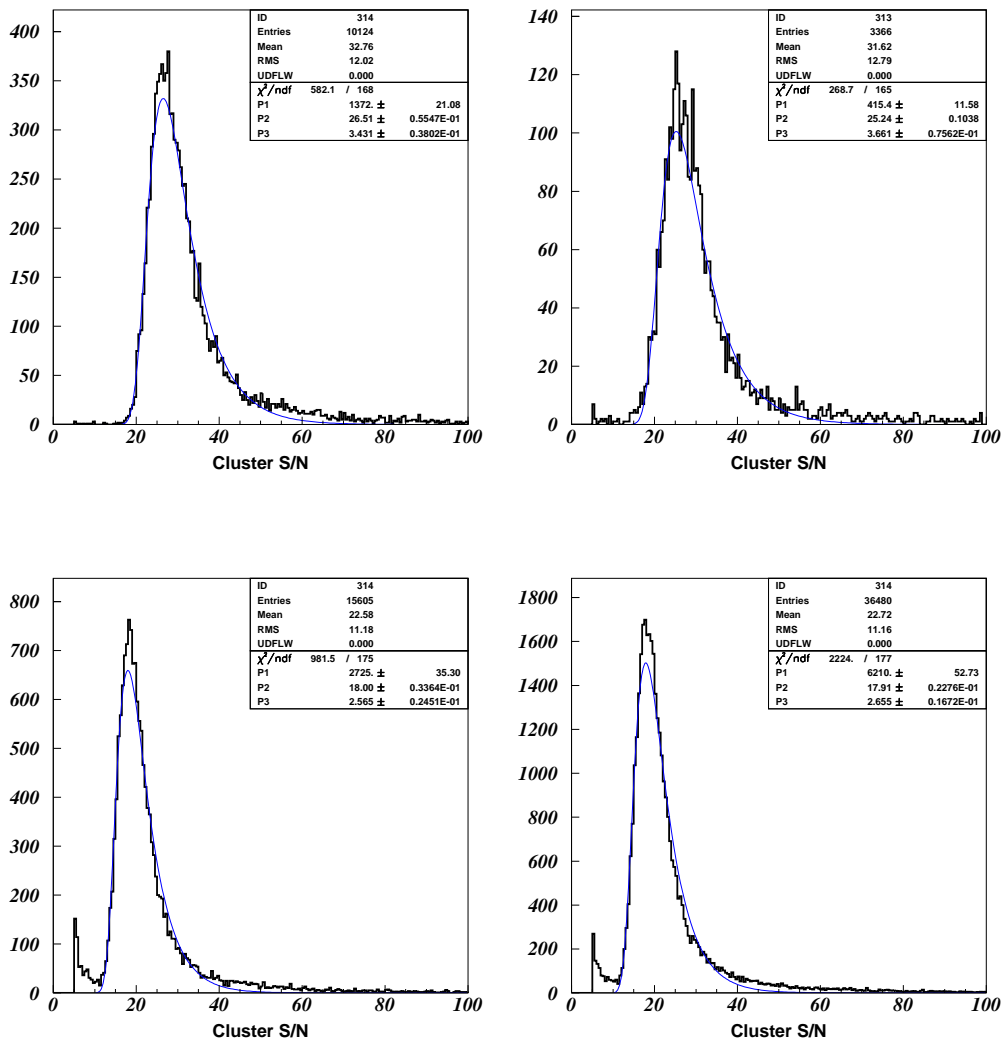 ID 314
Entries 10124
Mean 32.76
RMS 12.02
UDFLW 0.000
χ²/ndf 582.1 / 168
P1 1372. ± 21.08
P2 26.51 ± 0.5547E-01
P3 3.431 ± 0.3802E-01
400
350
300
250
200
150
100
50
0
0 20 40 60 80 100
Cluster S/N
ID 313
Entries 3366
Mean 31.62
RMS 12.79
UDFLW 0.000
χ²/ndf 268.7 / 165
P1 415.4 ± 11.58
P2 25.24 ± 0.1038
P3 3.661 ± 0.7562E-01
140
120
100
80
60
40
20
0
0 20 40 60 80 100
Cluster S/N
ID 314
Entries 15605
Mean 22.58
RMS 11.18
UDFLW 0.000
χ²/ndf 981.5 / 175
P1 2725. ± 35.30
P2 18.00 ± 0.3364E-01
P3 2.565 ± 0.2451E-01
800
700
600
500
400
300
200
100
0
0 20 40 60 80 100
Cluster S/N
ID 314
Entries 36480
Mean 22.72
RMS 11.16
UDFLW 0.000
χ²/ndf 2224. / 177
P1 6210. ± 52.73
P2 17.91 ± 0.2276E-01
P3 2.655 ± 0.1672E-01
1800
1600
1400
1200
1000
800
600
400
200
0
0 20 40 60 80 100
Cluster S/N